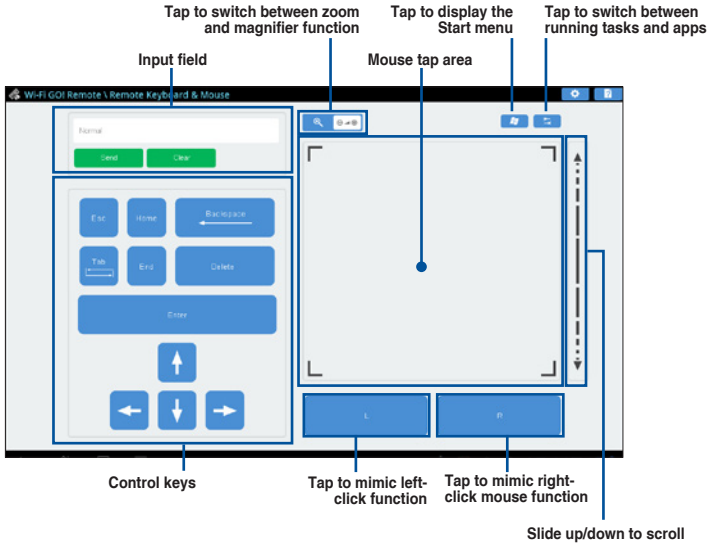 Tap to switch between zoom
and magnifier function
Tap to display the
Start menu
Tap to switch between
running tasks and apps
Input field
Mouse tap area
Wi-Fi GO! Remote \ Remote Keyboard & Mouse
Normal
Send
Clear
Esc
Home
Backspace
Tab
End
Delete
Enter
L
R
Control keys
Tap to mimic left-
click function
Tap to mimic right-
click mouse function
Slide up/down to scroll